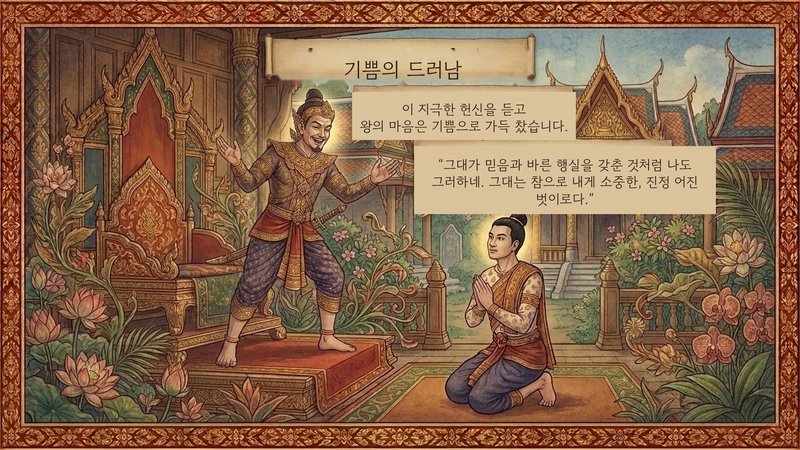 기쁨의 드러남
이 지극한 헌신을 듣고
왕의 마음은 기쁨으로 가득 찼습니다.
“그대가 믿음과 바른 행실을 갖춘 것처럼 나도
그러하네. 그대는 참으로 내게 소중한, 진정 어진
벗이로다.”